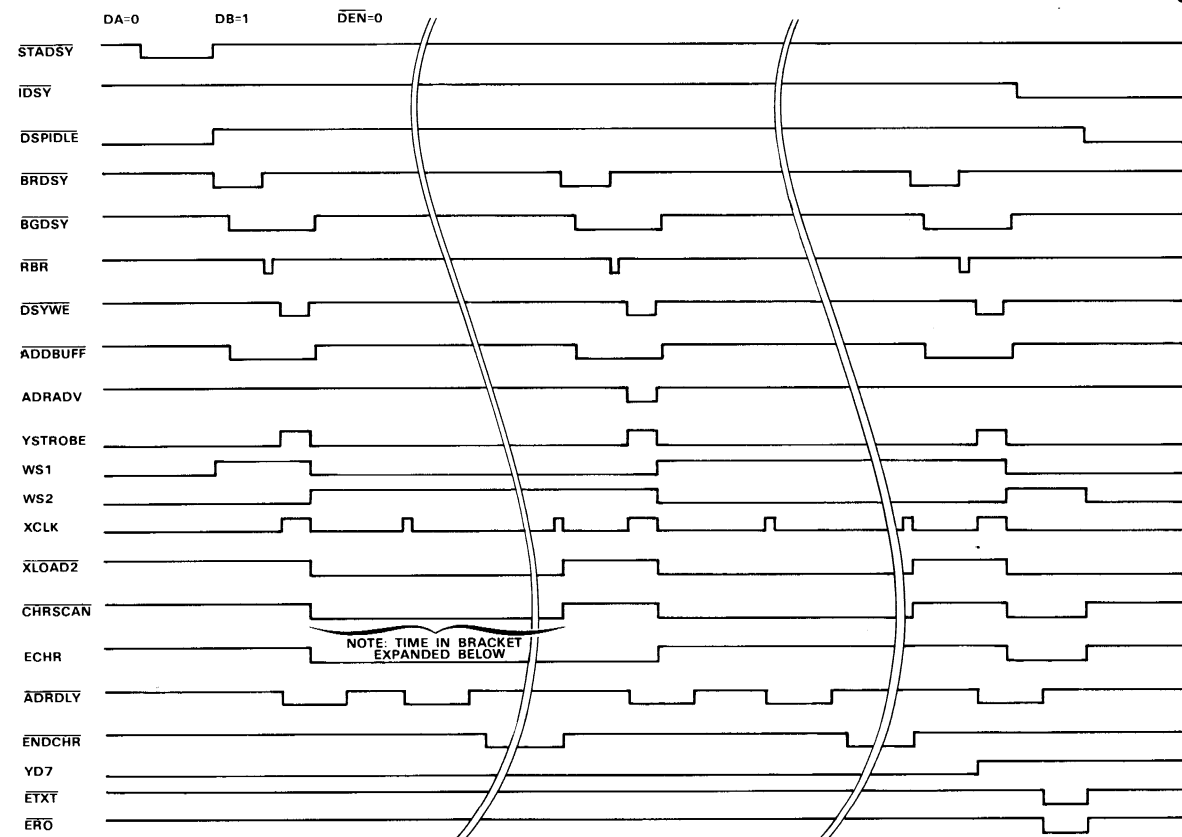 DA=0 DB=1 DEN=0
STADSY
IDSY
DSPIDLE
BRDSY
BGDSY
RBR
DSYWE
ADDBUFF
ADRADV
YSTROBE
WS1
WS2
XCLK
XLOAD2
CHRSCAN
NOTE: TIME IN BRACKET
EXPANDED BELOW
ECHR
ADRDLY
ENDCHR
YD7
ETXT
ERO